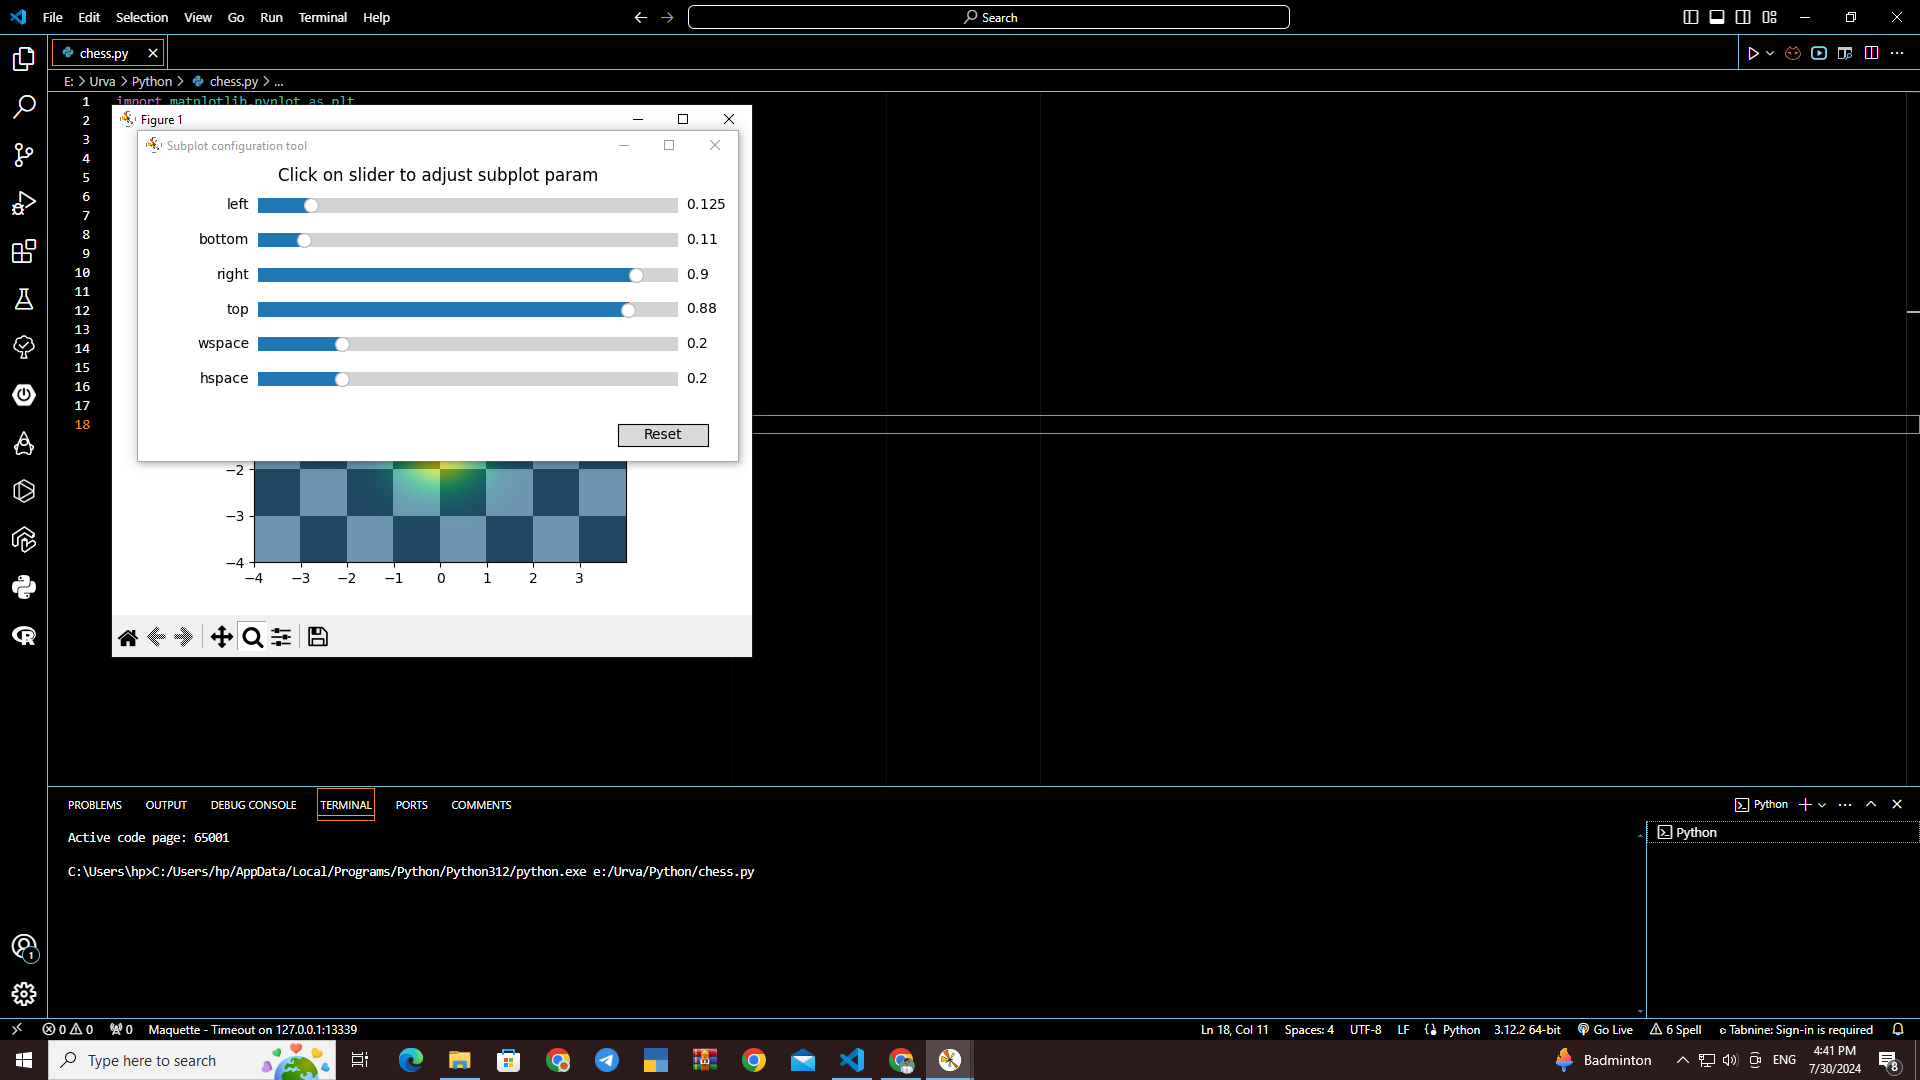 File Edit Selection View Go Run Terminal Help
Search
chess.py
E: > Urva > Python > chess.py > ...
1 import matplotlib.pyplot as plt
2
3
4
5
6
7
8
9
10
11
12
13
14
15
16
17
18
Figure 1
Subplot configuration tool
Click on slider to adjust subplot param
left 0.125
bottom 0.11
right 0.9
top 0.88
wspace 0.2
hspace 0.2
Reset
−2
−3
−4
−4 −3 −2 −1 0 1 2 3
PROBLEMS OUTPUT DEBUG CONSOLE TERMINAL PORTS COMMENTS
Python
Active code page: 65001
Python
C:\Users\hp>C:/Users/hp/AppData/Local/Programs/Python/Python312/python.exe e:/Urva/Python/chess.py
1
0 0 0 Maquette - Timeout on 127.0.0.1:13339
Ln 18, Col 11 Spaces: 4 UTF-8 LF Python 3.12.2 64-bit Go Live 6 Spell Tabnine: Sign-in is required
Type here to search
Badminton
ENG
4:41 PM
7/30/2024
8